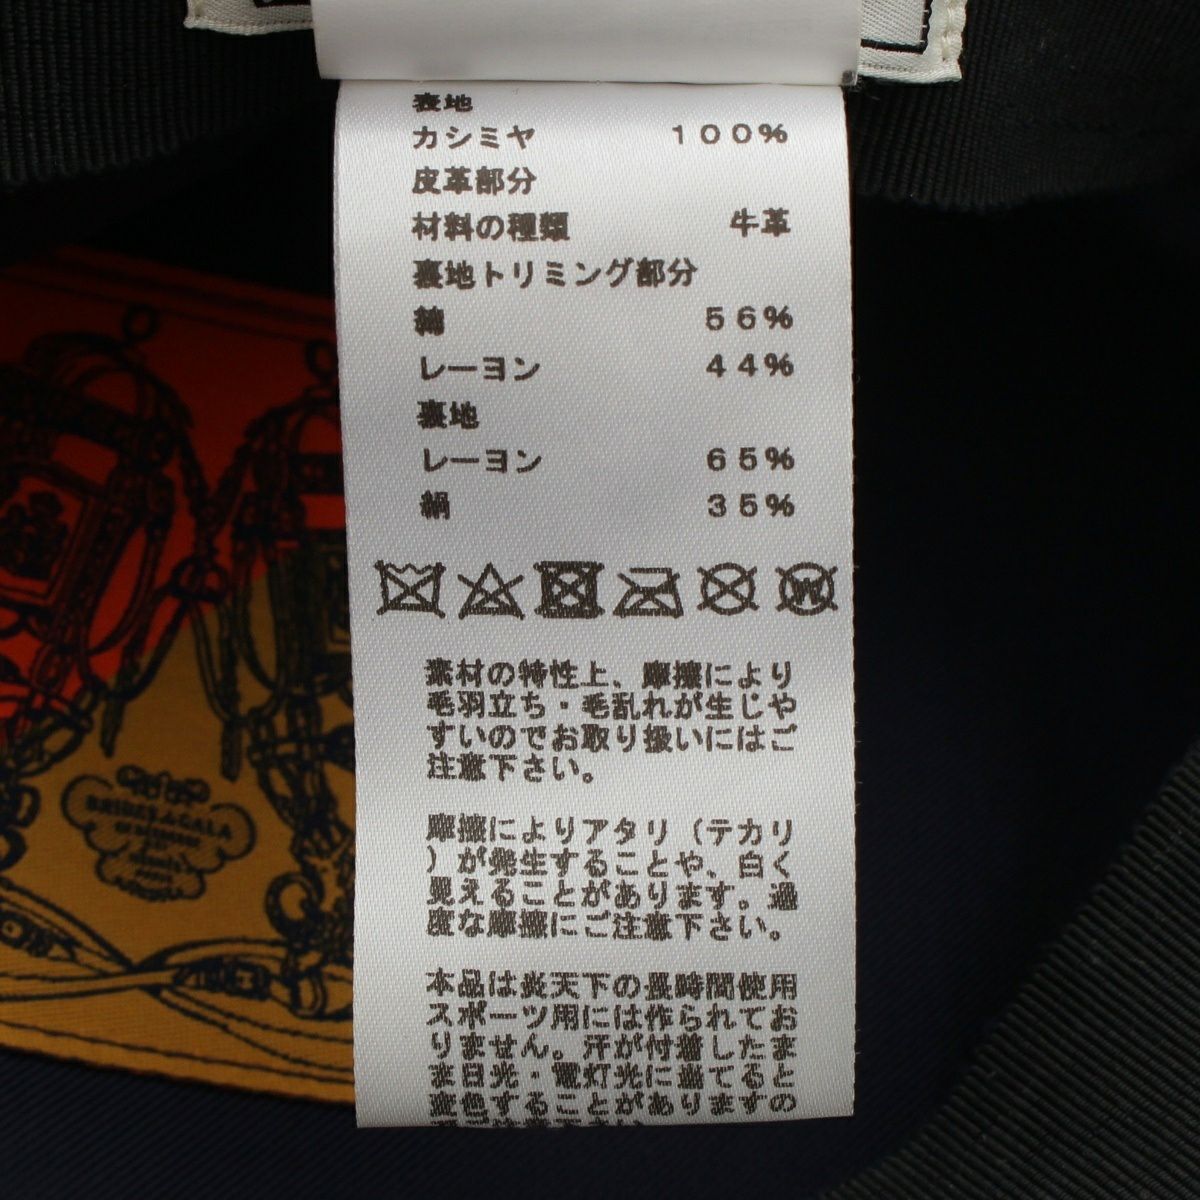 表地
カシミヤ 100%
皮革部分
材料の種類 牛革
裏地トリミング部分
綿 56%
レーヨン 44%
裏地
レーヨン 65%
絹 35%
W
素材の特性上、摩擦により
毛羽立ち・毛乱れが生じや
すいのでお取り扱いにはご
注意下さい。
摩擦によりアタリ（テカリ
）が発生することや、白く
見えることがあります。過
度な摩擦にご注意下さい。
本品は炎天下の長時間使用
スポーツ用には作られてお
りません。汗が付着したま
ま日光・電灯光に当てると
変色することがありますの
BRIDES de GALA
HERMÈS
PARIS